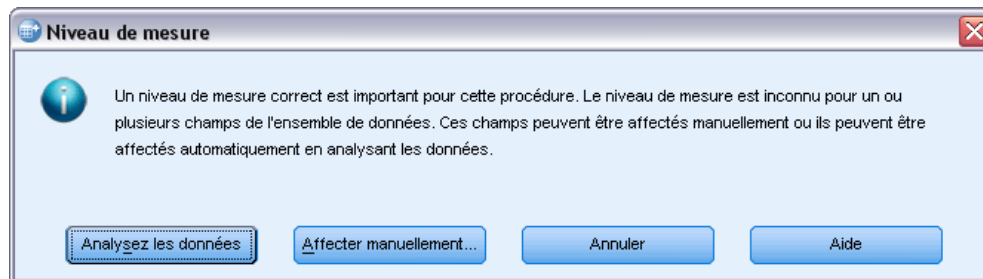 Niveau de mesure
Un niveau de mesure correct est important pour cette procédure. Le niveau de mesure est inconnu pour un ou
plusieurs champs de l'ensemble de données. Ces champs peuvent être affectés manuellement ou ils peuvent être
affectés automatiquement en analysant les données.
Analysez les données Affecter manuellement... Annuler Aide